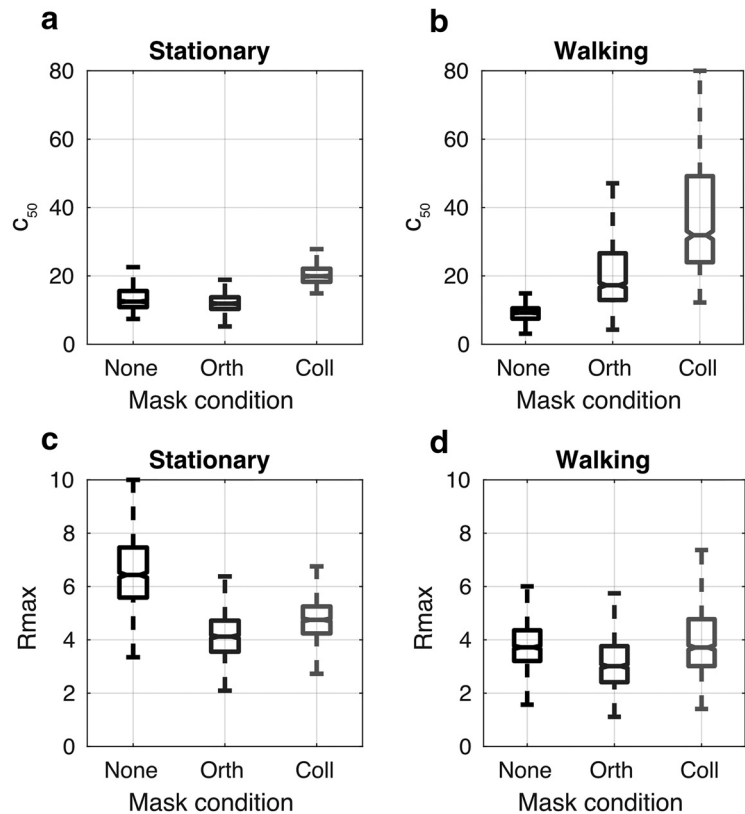 a
Stationary
80
60
40
20
0
c50
None Orth Coll
Mask condition
b
Walking
80
60
40
20
0
c50
None Orth Coll
Mask condition
c
Stationary
10
8
6
4
2
0
Rmax
None Orth Coll
Mask condition
d
Walking
10
8
6
4
2
0
Rmax
None Orth Coll
Mask condition